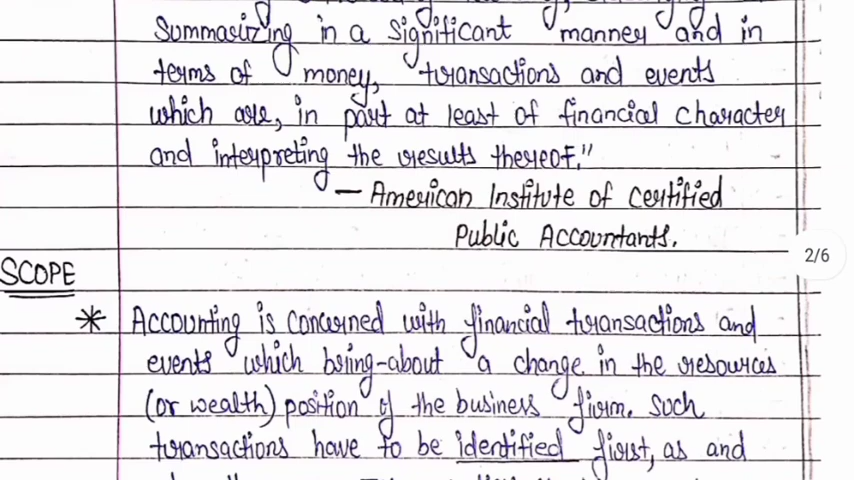 Summarizing in a significant manner and in
terms of money, transactions and events
which are, in part at least of financial character
and interpreting the results thereof."
— American Institute of Certified
Public Accountants.
2/6
SCOPE
* Accounting is concerned with financial transactions and
events which bring-about a change in the resources
(or wealth) position of the business firm. Such
transactions have to be identified first, as and